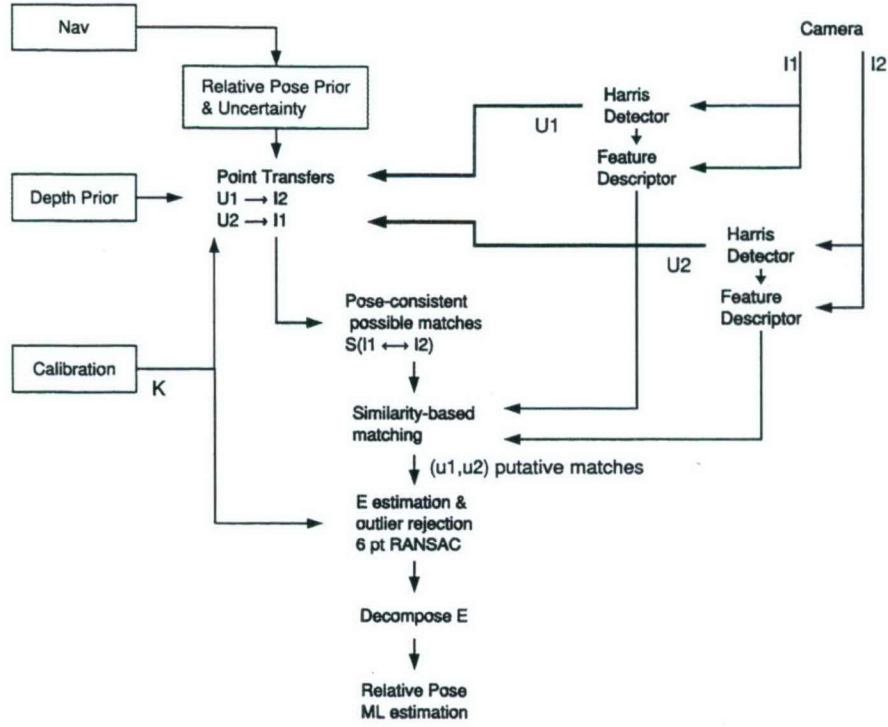 Nav
Camera
I1
I2
Relative Pose Prior
& Uncertainty
Harris
Detector
U1
Feature
Descriptor
Depth Prior
Point Transfers
U1 → I2
U2 → I1
Harris
Detector
U2
Feature
Descriptor
Pose-consistent
possible matches
S(I1 ↔ I2)
Calibration
K
Similarity-based
matching
(u1,u2) putative matches
E estimation &
outlier rejection
6 pt RANSAC
Decompose E
Relative Pose
ML estimation